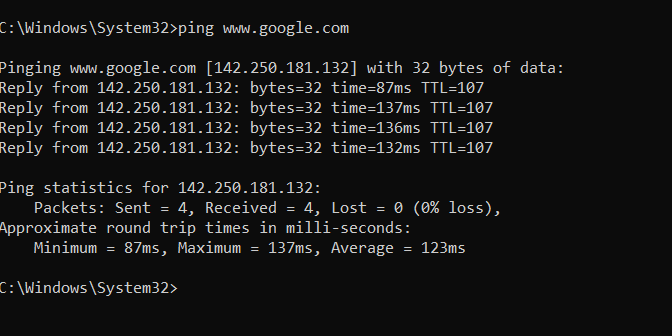 C:\Windows\System32>ping www.google.com
Pinging www.google.com [142.250.181.132] with 32 bytes of data:
Reply from 142.250.181.132: bytes=32 time=87ms TTL=107
Reply from 142.250.181.132: bytes=32 time=137ms TTL=107
Reply from 142.250.181.132: bytes=32 time=136ms TTL=107
Reply from 142.250.181.132: bytes=32 time=132ms TTL=107
Ping statistics for 142.250.181.132:
    Packets: Sent = 4, Received = 4, Lost = 0 (0% loss),
Approximate round trip times in milli-seconds:
    Minimum = 87ms, Maximum = 137ms, Average = 123ms
C:\Windows\System32>